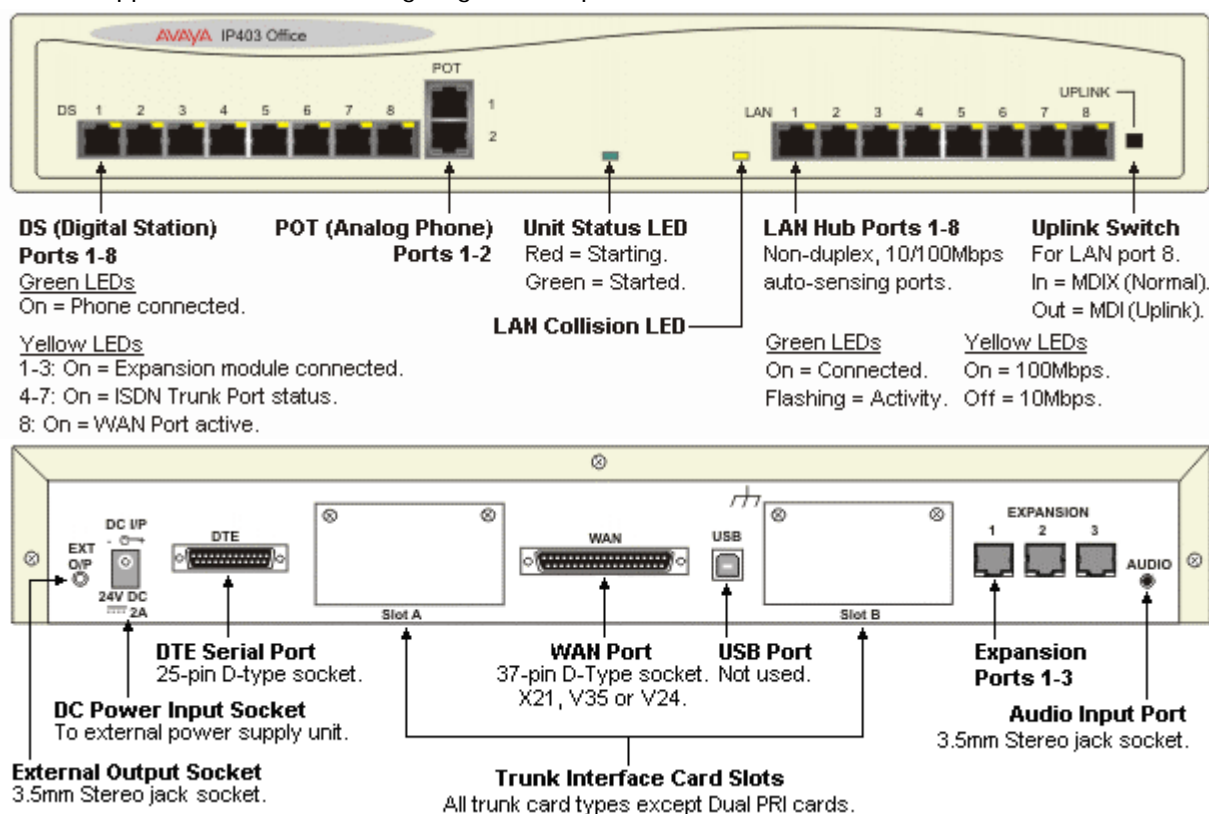 AVAYA IP403 Office
POT
1
2
DS 1 2 3 4 5 6 7 8
UPLINK
LAN 1 2 3 4 5 6 7 8
DS (Digital Station)
Ports 1-8
Green LEDs
On = Phone connected.
Yellow LEDs
1-3: On = Expansion module connected.
4-7: On = ISDN Trunk Port status.
8: On = WAN Port active.
POT (Analog Phone)
Ports 1-2
Unit Status LED
Red = Starting.
Green = Started.
LAN Collision LED
LAN Hub Ports 1-8
Non-duplex, 10/100Mbps
auto-sensing ports.
Green LEDs
On = Connected.
Flashing = Activity.
Yellow LEDs
On = 100Mbps.
Off = 10Mbps.
Uplink Switch
For LAN port 8.
In = MDIX (Normal).
Out = MDI (Uplink).
EXT
O/P
DC I/P
24V DC
2A
DTE
Slot A
WAN
USB
Slot B
EXPANSION
1 2 3
AUDIO
DTE Serial Port
25-pin D-type socket.
WAN Port
37-pin D-Type socket.
X21, V35 or V24.
USB Port
Not used.
Expansion
Ports 1-3
DC Power Input Socket
To external power supply unit.
Audio Input Port
3.5mm Stereo jack socket.
External Output Socket
3.5mm Stereo jack socket.
Trunk Interface Card Slots
All trunk card types except Dual PRI cards.